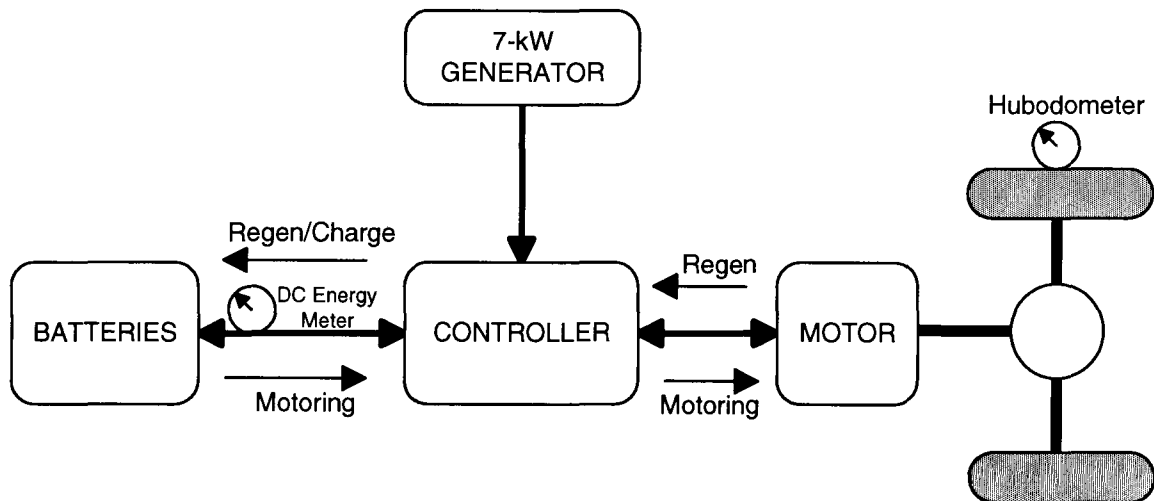 7-kW
GENERATOR
Hubodometer
Regen/Charge
Regen
DC Energy
Meter
BATTERIES
CONTROLLER
MOTOR
Motoring
Motoring